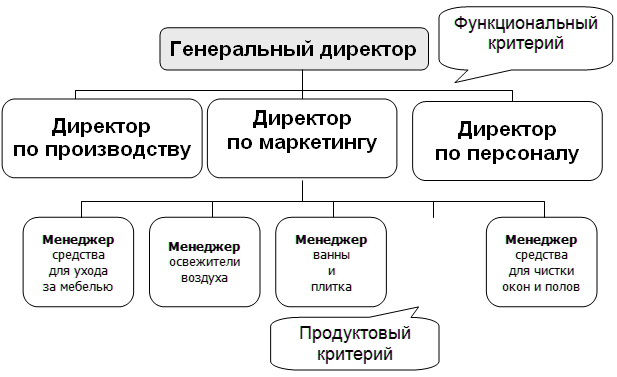 Функциональный
критерий
Генеральный директор
Директор
по производству
Директор
по маркетингу
Директор
по персоналу
Менеджер
средства
для ухода
за мебелью
Менеджер
освежители
воздуха
Менеджер
ванны
и
плитка
Менеджер
средства
для чистки
окон и полов
Продуктовый
критерий